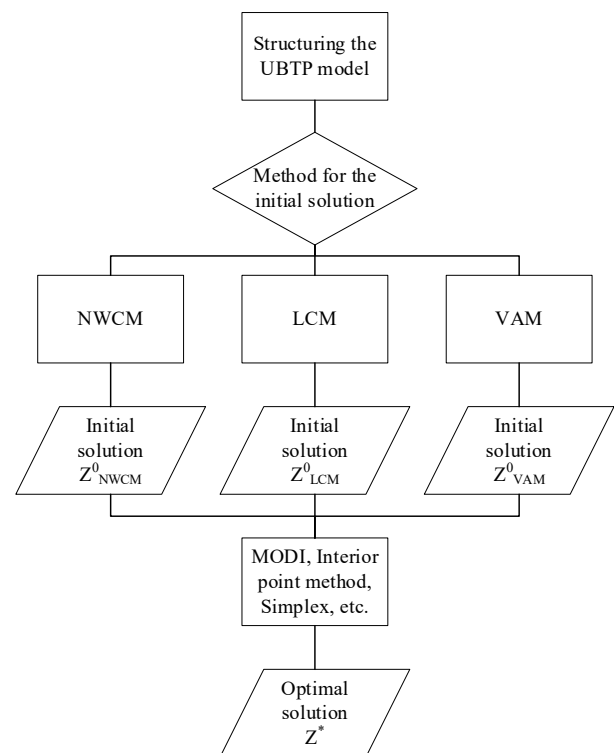 Structuring the
UBTP model
Method for the
initial solution
NWCM
LCM
VAM
Initial
solution
Z⁰NWCM
Initial
solution
Z⁰LCM
Initial
solution
Z⁰VAM
MODI, Interior
point method,
Simplex, etc.
Optimal
solution
Z*